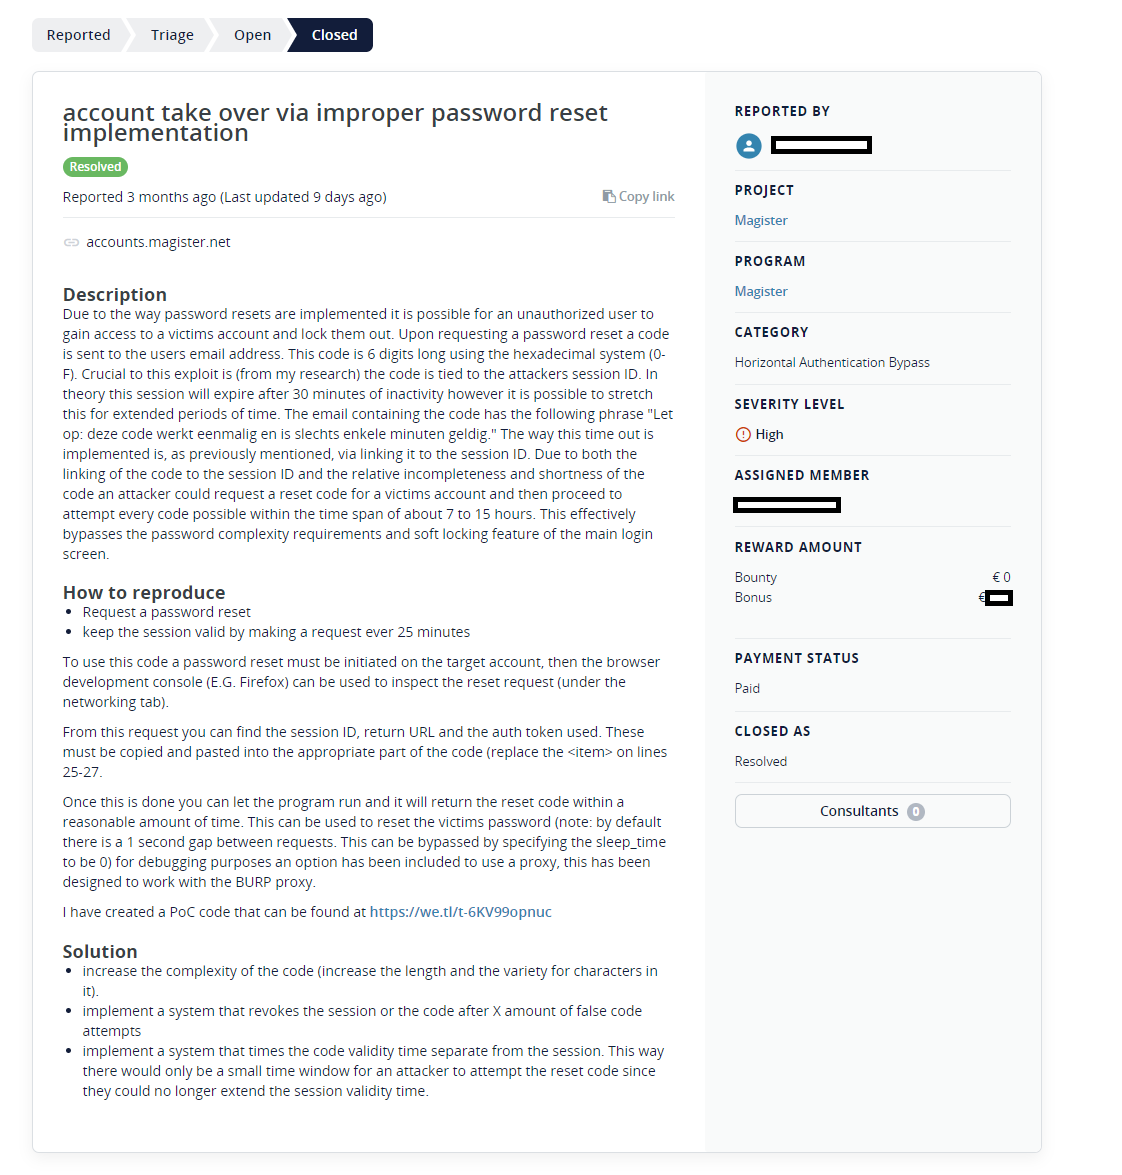 Reported
Triage
Open
Closed
account take over via improper password reset
implementation
Resolved
Reported 3 months ago (Last updated 9 days ago)
Copy link
accounts.magister.net
Description
Due to the way password resets are implemented it is possible for an unauthorized user to
gain access to a victims account and lock them out. Upon requesting a password reset a code
is sent to the users email address. This code is 6 digits long using the hexadecimal system (0-
F). Crucial to this exploit is (from my research) the code is tied to the attackers session ID. In
theory this session will expire after 30 minutes of inactivity however it is possible to stretch
this for extended periods of time. The email containing the code has the following phrase "Let
op: deze code werkt eenmalig en is slechts enkele minuten geldig." The way this time out is
implemented is, as previously mentioned, via linking it to the session ID. Due to both the
linking of the code to the session ID and the relative incompleteness and shortness of the
code an attacker could request a reset code for a victims account and then proceed to
attempt every code possible within the time span of about 7 to 15 hours. This effectively
bypasses the password complexity requirements and soft locking feature of the main login
screen.
How to reproduce
• Request a password reset
• keep the session valid by making a request ever 25 minutes
To use this code a password reset must be initiated on the target account, then the browser
development console (E.G. Firefox) can be used to inspect the reset request (under the
networking tab).
From this request you can find the session ID, return URL and the auth token used. These
must be copied and pasted into the appropriate part of the code (replace the <item> on lines
25-27.
Once this is done you can let the program run and it will return the reset code within a
reasonable amount of time. This can be used to reset the victims password (note: by default
there is a 1 second gap between requests. This can be bypassed by specifying the sleep_time
to be 0) for debugging purposes an option has been included to use a proxy, this has been
designed to work with the BURP proxy.
I have created a PoC code that can be found at https://we.tl/t-6KV99opnuc
Solution
• increase the complexity of the code (increase the length and the variety for characters in
it).
• implement a system that revokes the session or the code after X amount of false code
attempts
• implement a system that times the code validity time separate from the session. This way
there would only be a small time window for an attacker to attempt the reset code since
they could no longer extend the session validity time.
REPORTED BY
PROJECT
Magister
PROGRAM
Magister
CATEGORY
Horizontal Authentication Bypass
SEVERITY LEVEL
High
ASSIGNED MEMBER
REWARD AMOUNT
Bounty € 0
Bonus €
PAYMENT STATUS
Paid
CLOSED AS
Resolved
Consultants 0